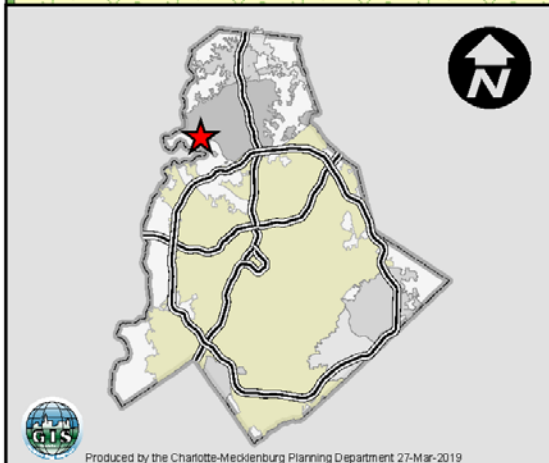 N
GIS
Produced by the Charlotte-Mecklenburg Planning Department 27-Mar-2019